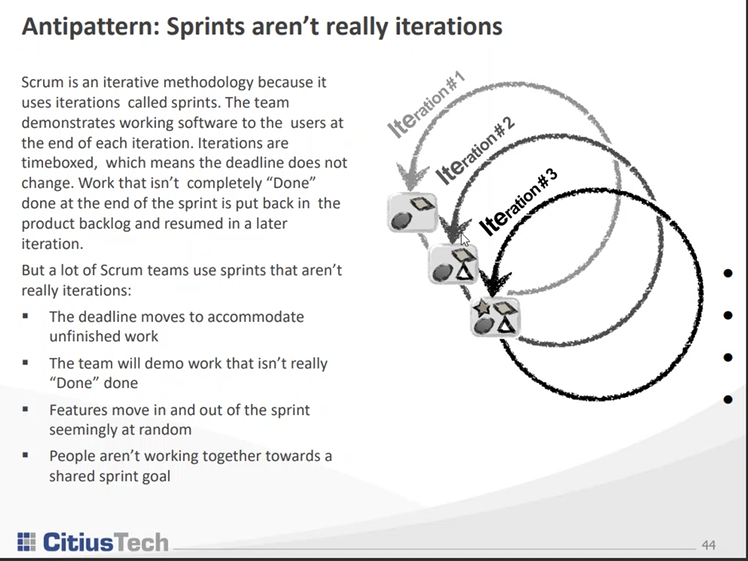 Antipattern: Sprints aren't really iterations
Scrum is an iterative methodology because it
uses iterations called sprints. The team
demonstrates working software to the users at
the end of each iteration. Iterations are
timeboxed, which means the deadline does not
change. Work that isn't completely "Done"
done at the end of the sprint is put back in the
product backlog and resumed in a later
iteration.
But a lot of Scrum teams use sprints that aren't
really iterations:
▪ The deadline moves to accommodate
unfinished work
▪ The team will demo work that isn't really
"Done" done
▪ Features move in and out of the sprint
seemingly at random
▪ People aren't working together towards a
shared sprint goal
Iteration #1
Iteration #2
Iteration #3
CitiusTech
44